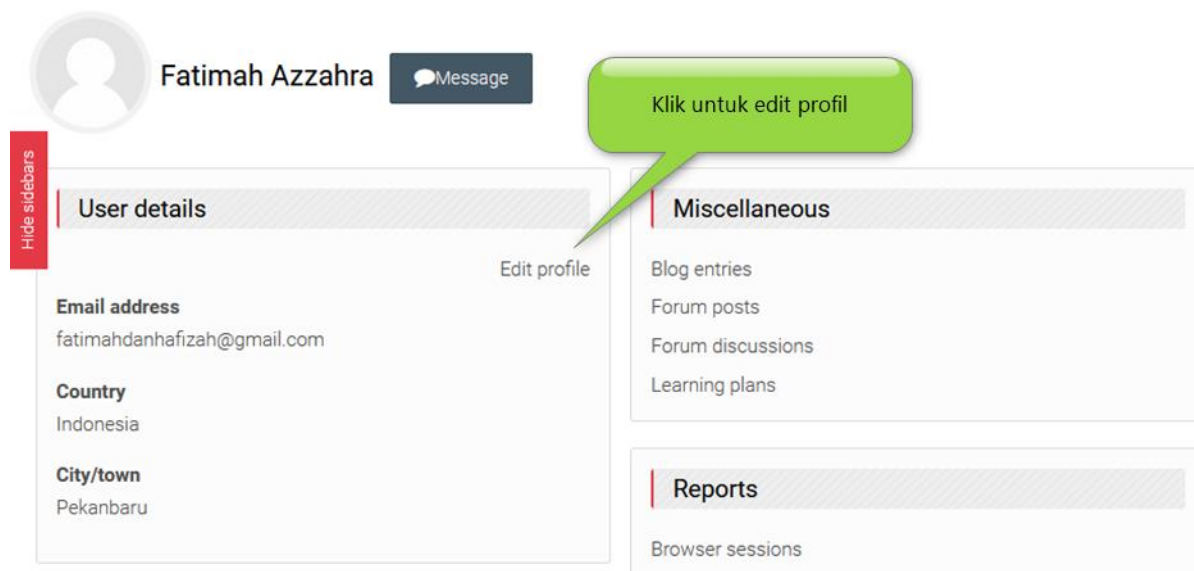 Fatimah Azzahra
Message
Klik untuk edit profil
Hide sidebars
User details
Edit profile
Email address
fatimahdanhafizah@gmail.com
Country
Indonesia
City/town
Pekanbaru
Miscellaneous
Blog entries
Forum posts
Forum discussions
Learning plans
Reports
Browser sessions